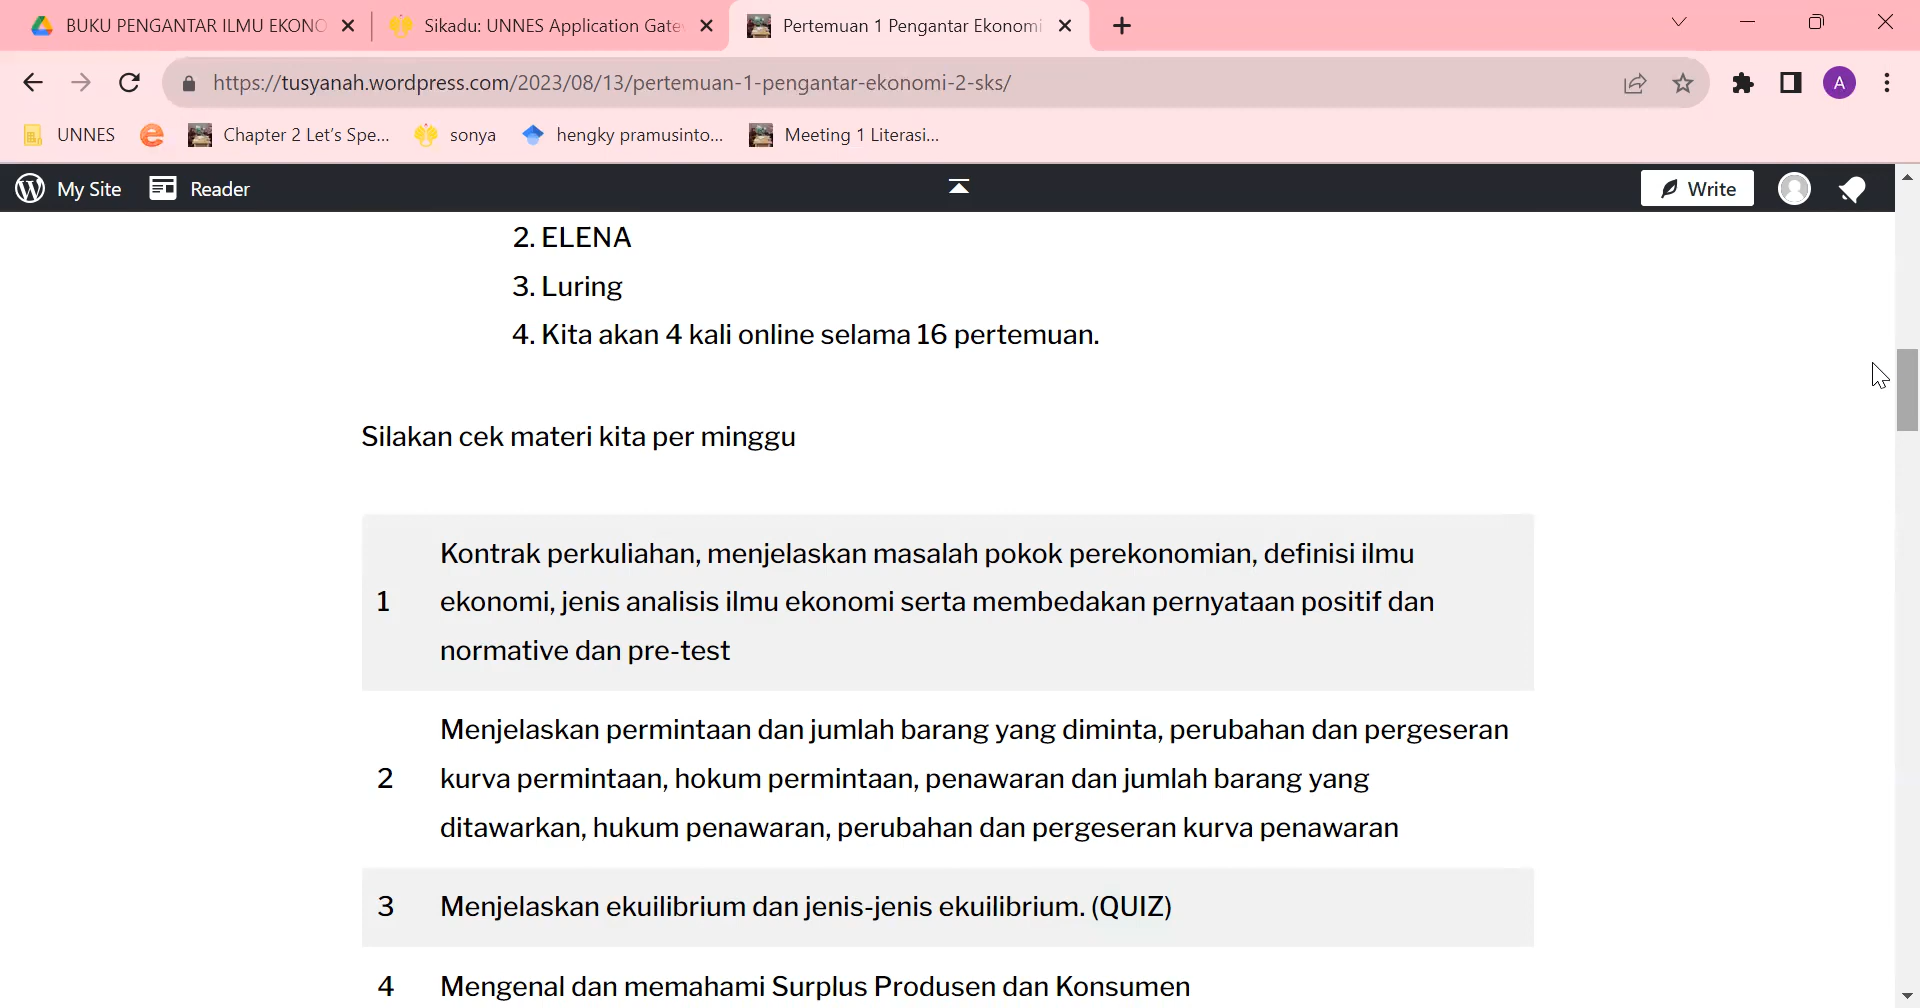 BUKU PENGANTAR ILMU EKONO
Sikadu: UNNES Application Gate
Pertemuan 1 Pengantar Ekonomi
https://tusyanah.wordpress.com/2023/08/13/pertemuan-1-pengantar-ekonomi-2-sks/
A
UNNES
Chapter 2 Let's Spe...
sonya
hengky pramusinto...
Meeting 1 Literasi...
My Site
Reader
Write
2. ELENA
3. Luring
4. Kita akan 4 kali online selama 16 pertemuan.
Silakan cek materi kita per minggu
Kontrak perkuliahan, menjelaskan masalah pokok perekonomian, definisi ilmu
1 ekonomi, jenis analisis ilmu ekonomi serta membedakan pernyataan positif dan
normative dan pre-test
Menjelaskan permintaan dan jumlah barang yang diminta, perubahan dan pergeseran
2 kurva permintaan, hokum permintaan, penawaran dan jumlah barang yang
ditawarkan, hukum penawaran, perubahan dan pergeseran kurva penawaran
3 Menjelaskan ekuilibrium dan jenis-jenis ekuilibrium. (QUIZ)
4 Mengenal dan memahami Surplus Produsen dan Konsumen